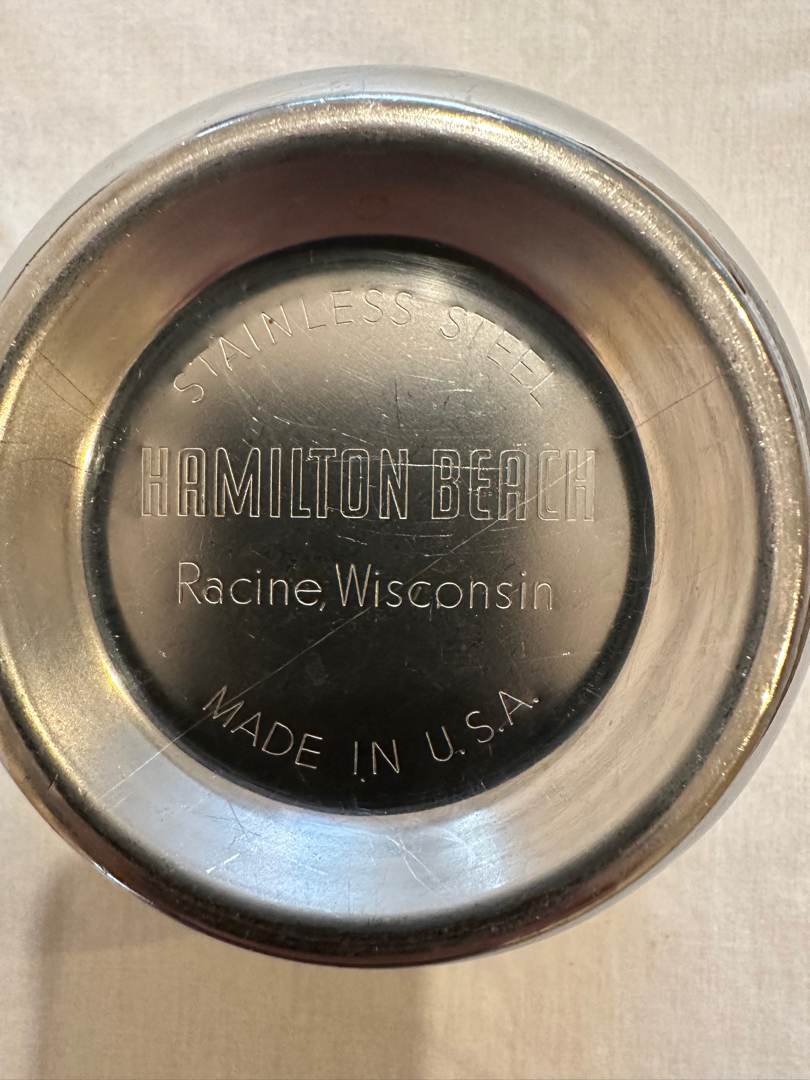 STAINLESS STEEL
HAMILTON BEACH
Racine, Wisconsin
MADE IN U.S.A.